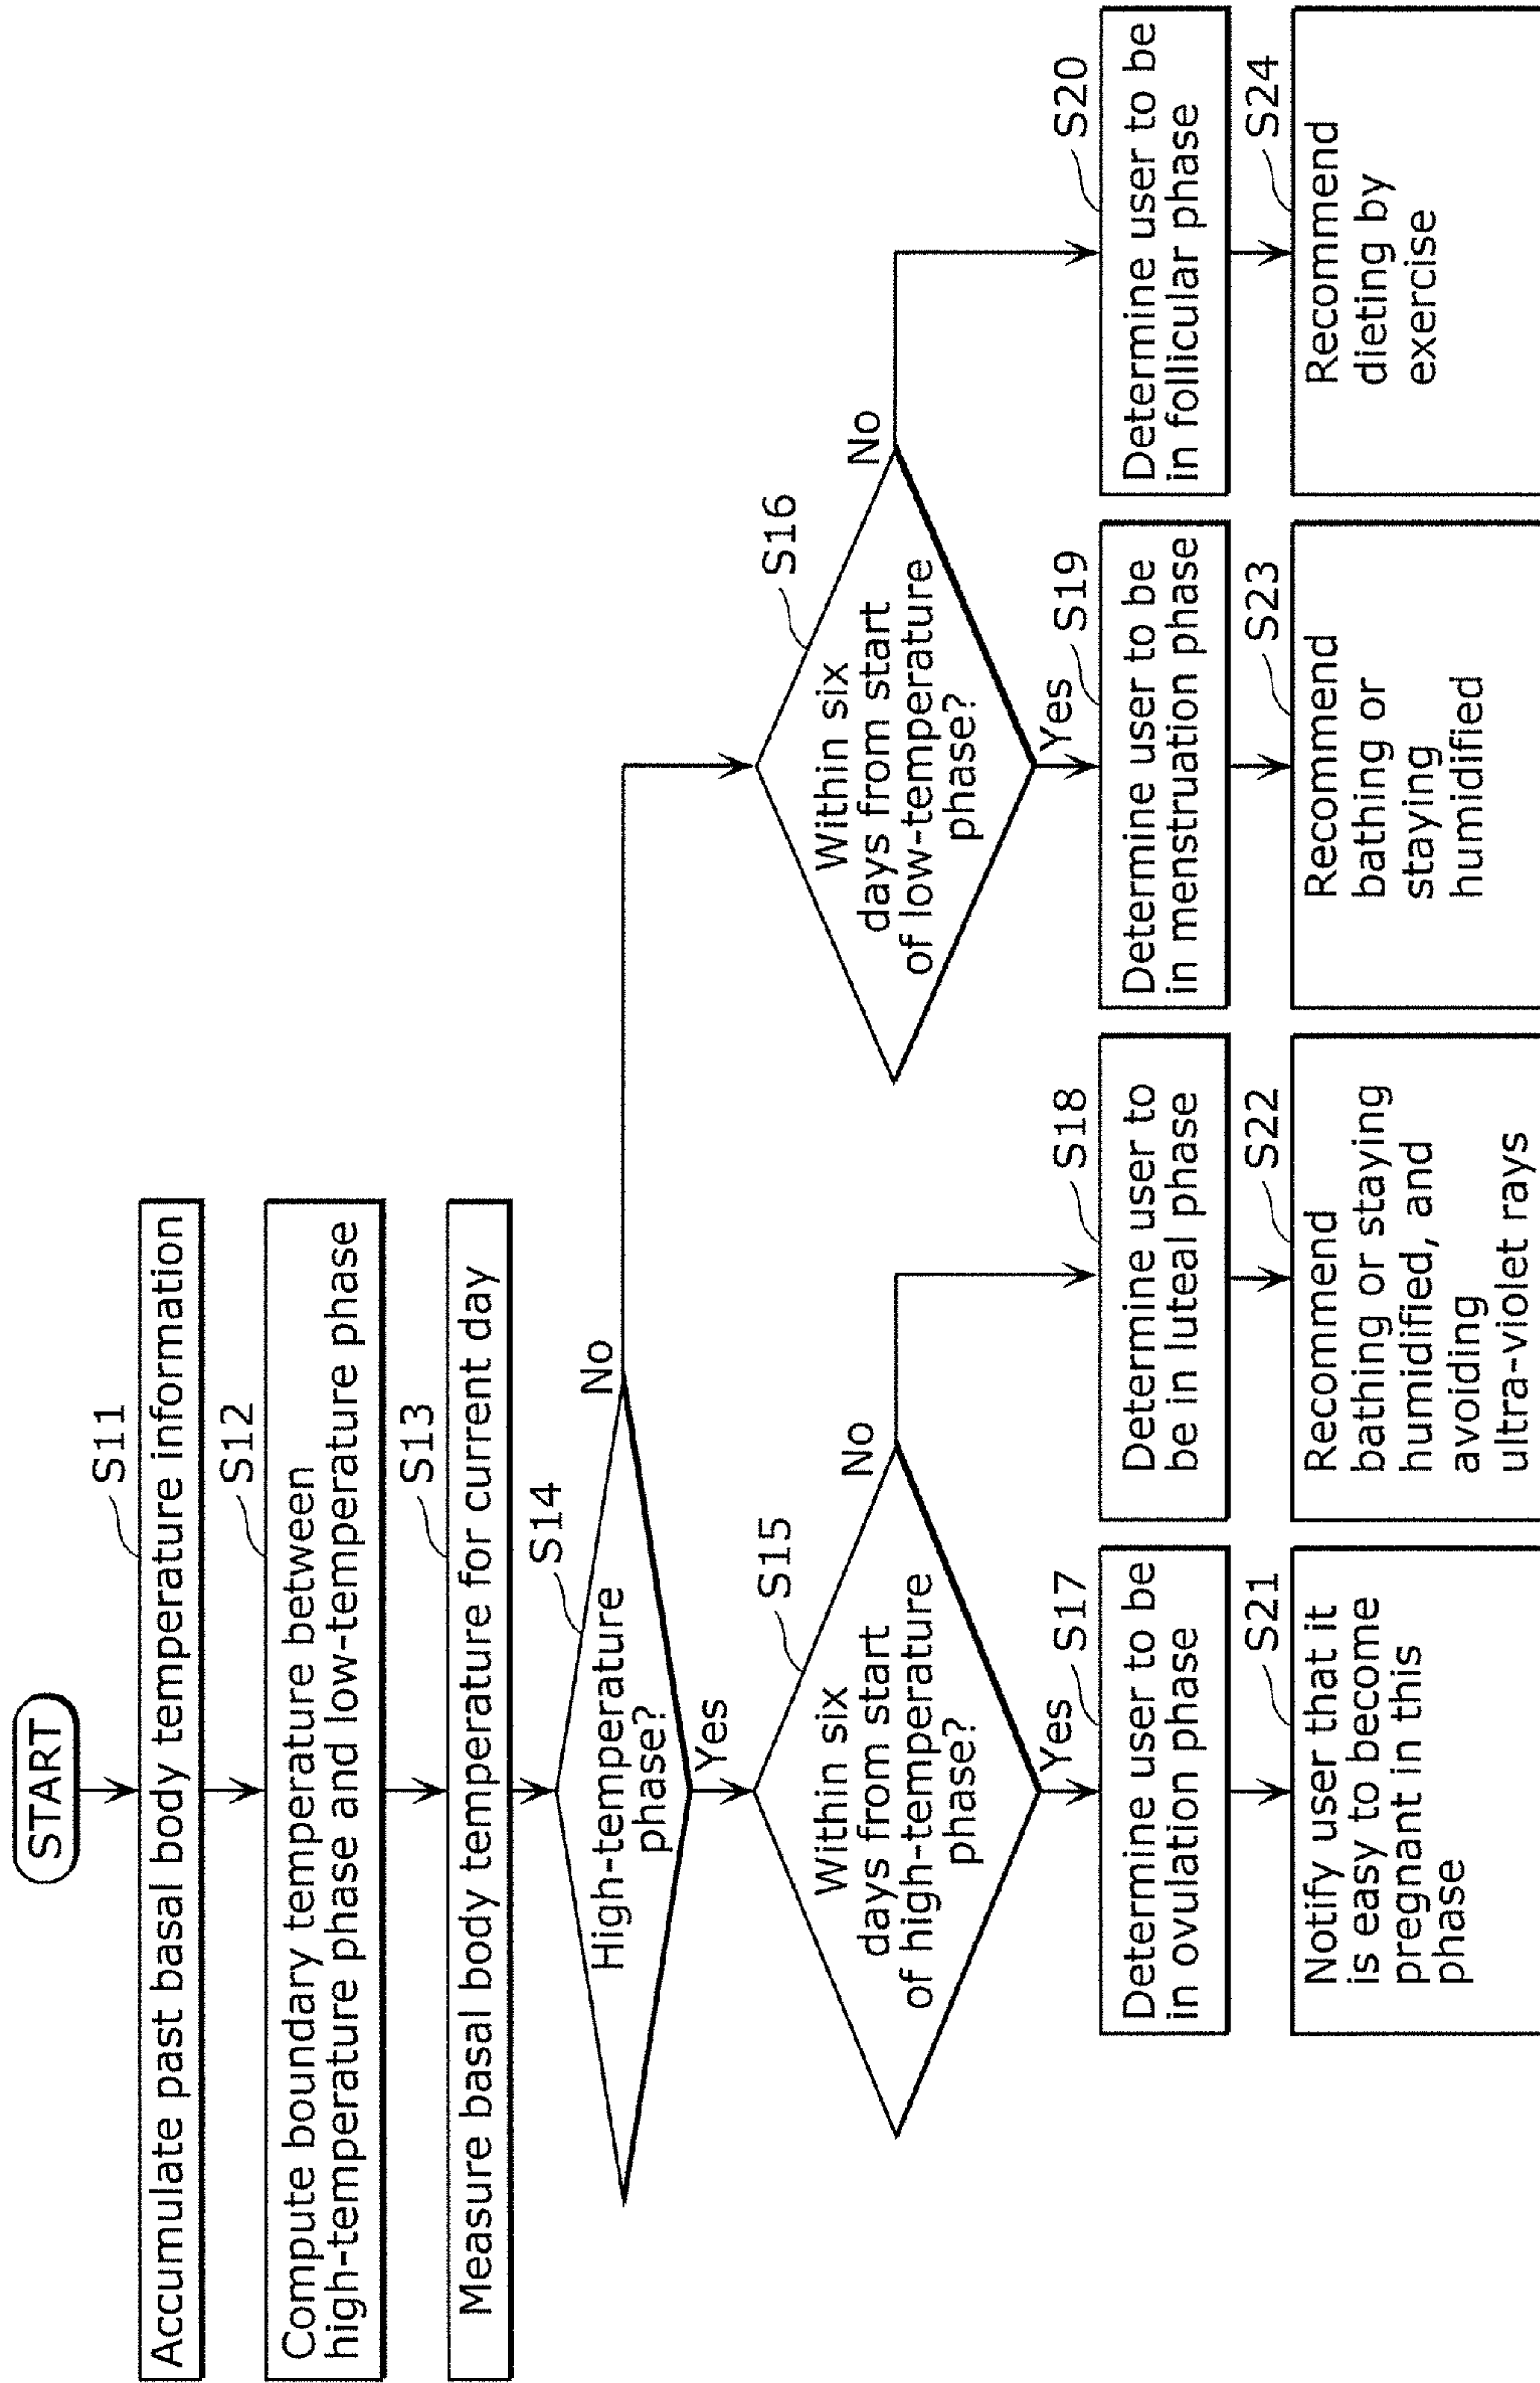 START
S11
Accumulate past basal body temperature information
S12
Compute boundary temperature between
high-temperature phase and low-temperature phase
S13
Measure basal body temperature for current day
S14
High-temperature
phase?
No
Yes
S15
Within six
days from start
of high-temperature
phase?
No
Yes
S16
Within six
days from start
of low-temperature
phase?
No
Yes
S17
Determine user to be
in ovulation phase
S18
Determine user to
be in luteal phase
S19
Determine user to be
in menstruation phase
S20
Determine user to be
in follicular phase
S21
Notify user that it
is easy to become
pregnant in this
phase
S22
Recommend
bathing or staying
humidified, and
avoiding
ultra-violet rays
S23
Recommend
bathing or
staying
humidified
S24
Recommend
dieting by
exercise